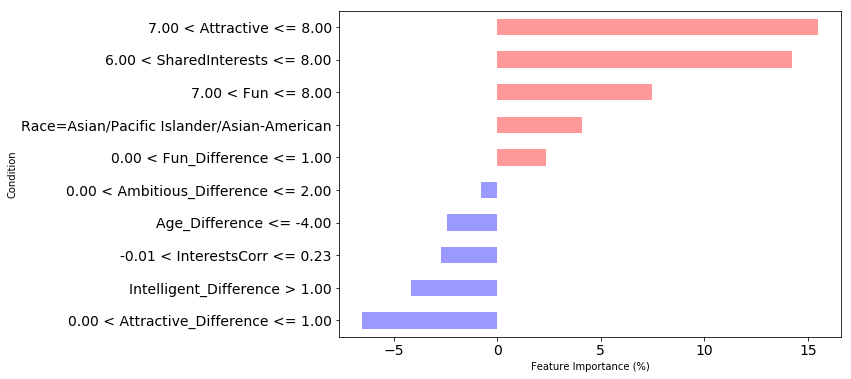 7.00 < Attractive <= 8.00
6.00 < SharedInterests <= 8.00
7.00 < Fun <= 8.00
Race=Asian/Pacific Islander/Asian-American
0.00 < Fun_Difference <= 1.00
0.00 < Ambitious_Difference <= 2.00
Age_Difference <= -4.00
-0.01 < InterestsCorr <= 0.23
Intelligent_Difference > 1.00
0.00 < Attractive_Difference <= 1.00
Condition
−5 0 5 10 15
Feature Importance (%)